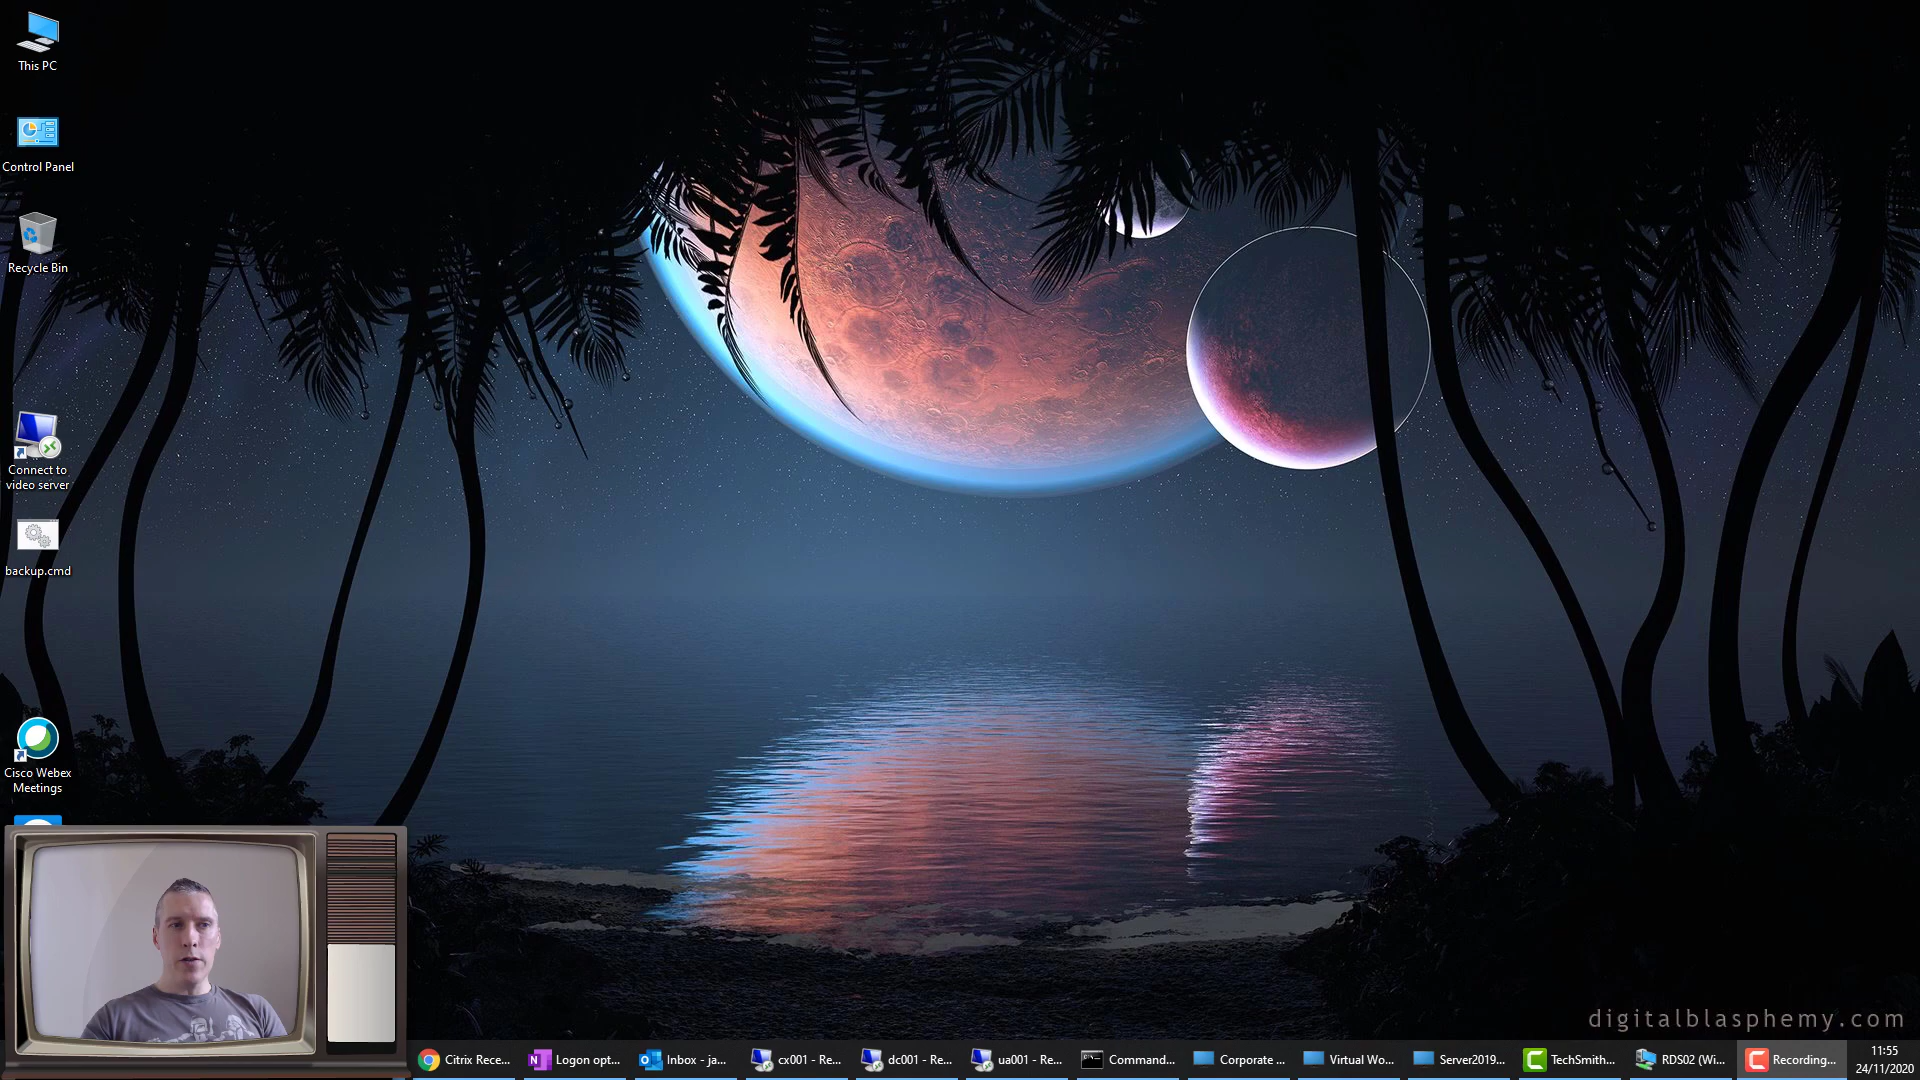 This PC
Control Panel
Recycle Bin
Connect to
video server
backup.cmd
Cisco Webex
Meetings
digitalblasphemy.com
Citrix Rece...
Logon opt...
Inbox - ja...
cx001 - Re...
dc001 - Re...
ua001 - Re...
Command...
Corporate ...
Virtual Wo...
Server2019...
TechSmith...
RDS02 (Wi...
Recording...
11:55
24/11/2020